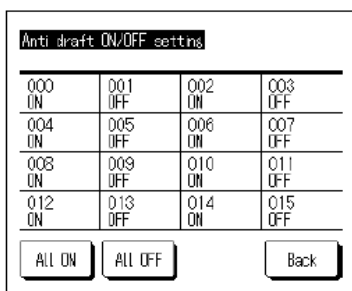 Anti draft ON/OFF setting
000 001 002 003
ON OFF ON OFF
004 005 006 007
ON OFF ON OFF
008 009 010 011
ON OFF ON OFF
012 013 014 015
ON OFF ON OFF
All ON All OFF Back